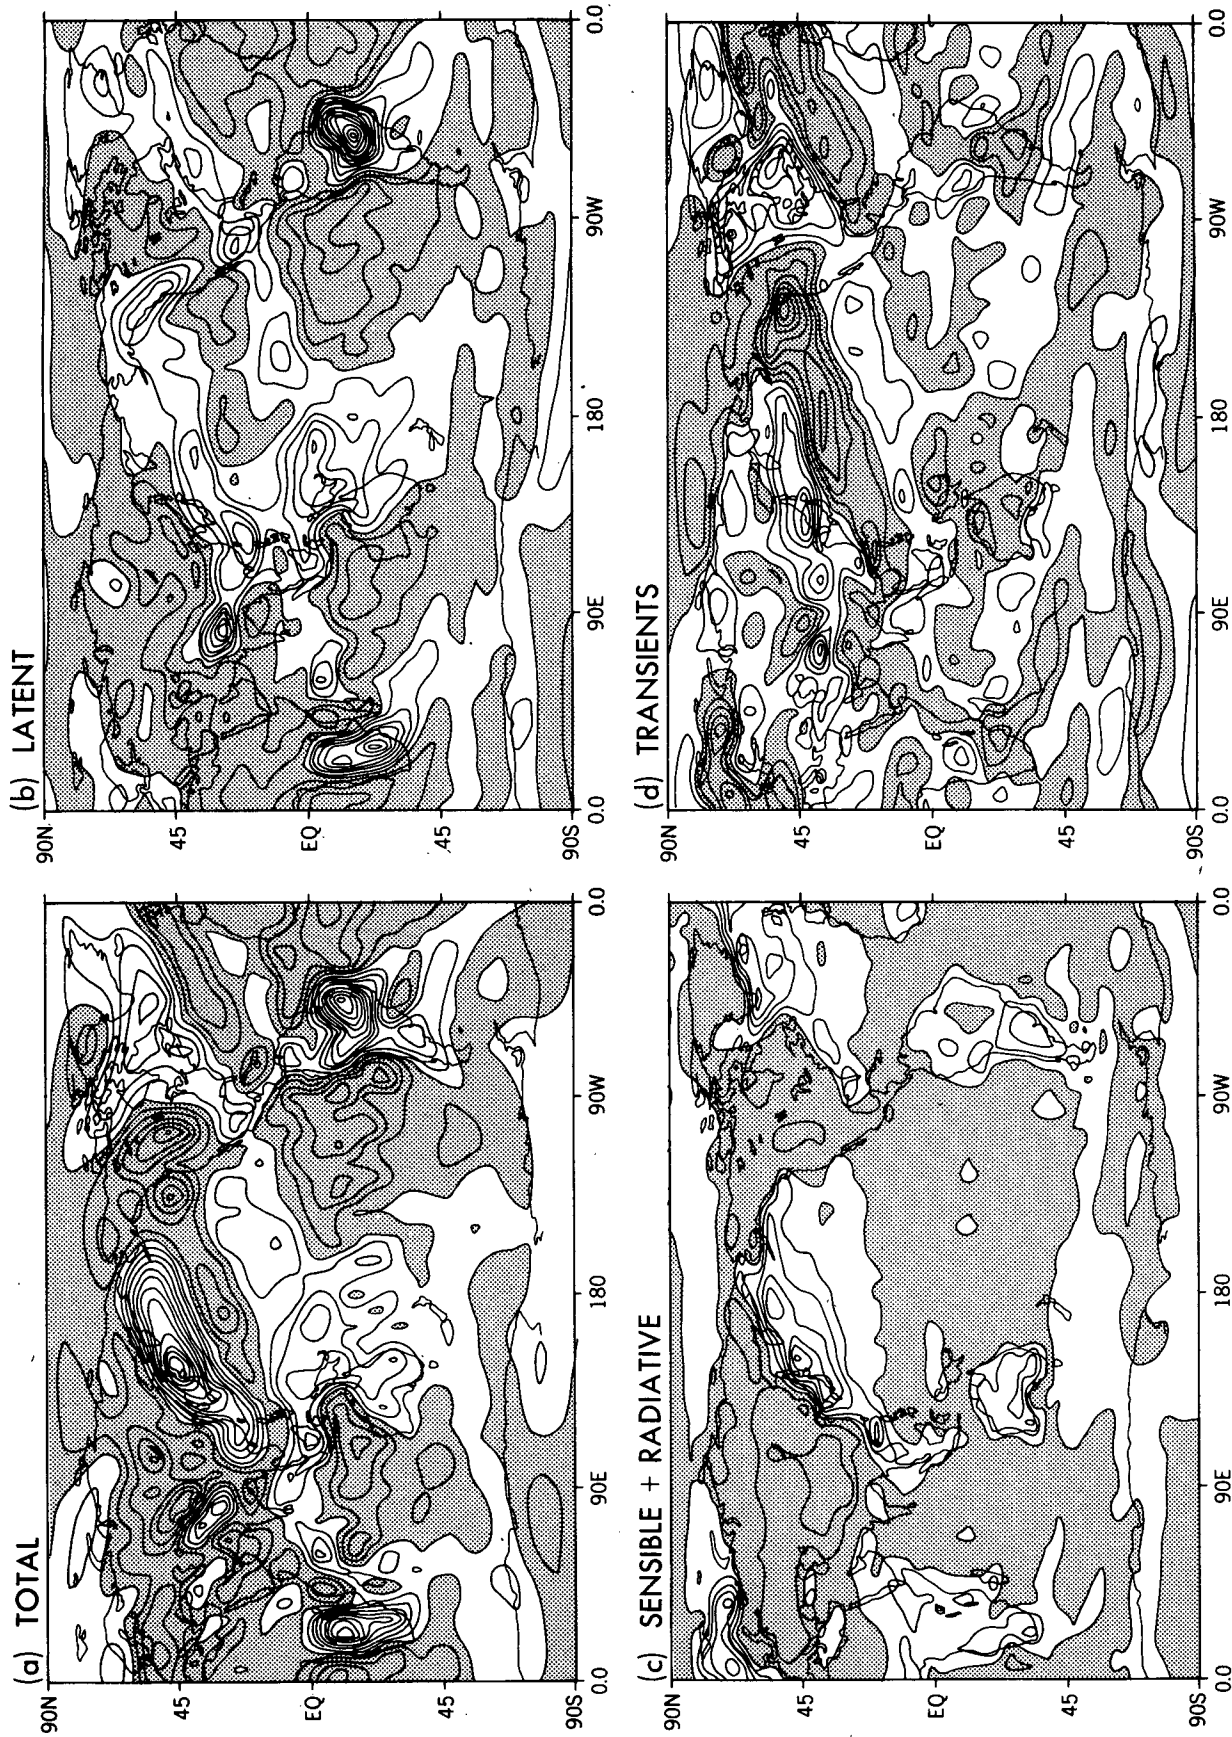 (a) TOTAL
90N
45
EQ
45
90S
0.0
90E
180
90W
0.0
(b) LATENT
90N
45
EQ
45
90S
0.0
90E
180
90W
0.0
(c) SENSIBLE + RADIATIVE
90N
45
EQ
45
90S
0.0
90E
180
90W
0.0
(d) TRANSIENTS
90N
45
EQ
45
90S
0.0
90E
180
90W
0.0